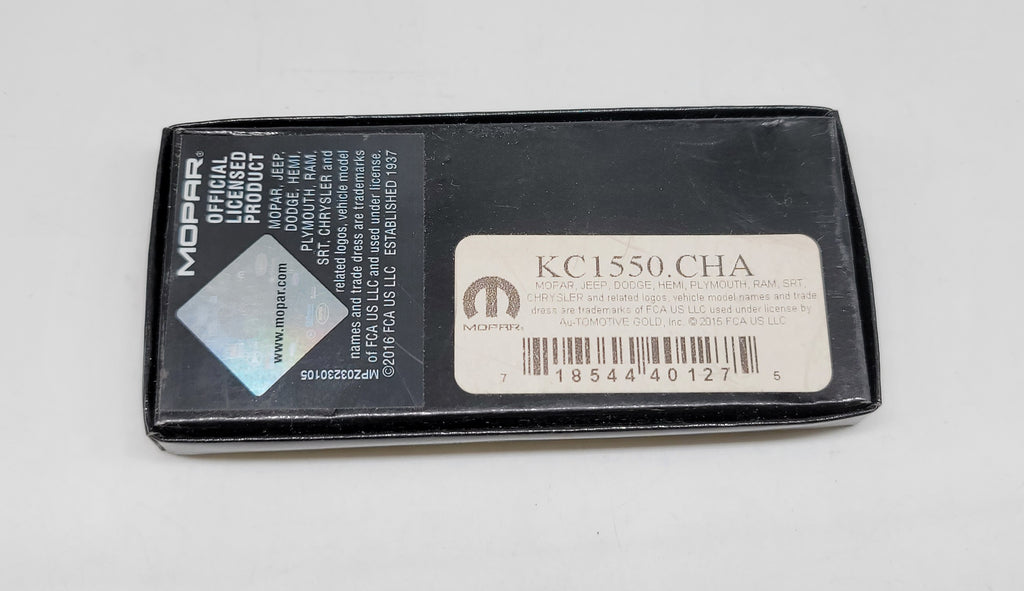 MOPAR®
OFFICIAL
LICENSED
PRODUCT
MOPAR, JEEP,
DODGE, HEMI,
PLYMOUTH, RAM,
SRT, CHRYSLER and
related logos, vehicle model
names and trade dress are trademarks
of FCA US LLC and used under license.
©2016 FCA US LLC ESTABLISHED 1937
www.mopar.com
MPZ03230105
KC1550.CHA
MOPAR, JEEP, DODGE, HEMI, PLYMOUTH, RAM, SRT,
CHRYSLER and related logos, vehicle model names and trade
dress are trademarks of FCA US LLC used under license by
Au-TOMOTIVE GOLD, Inc. © 2015 FCA US LLC
MOPAR®
7 18544 40127 5